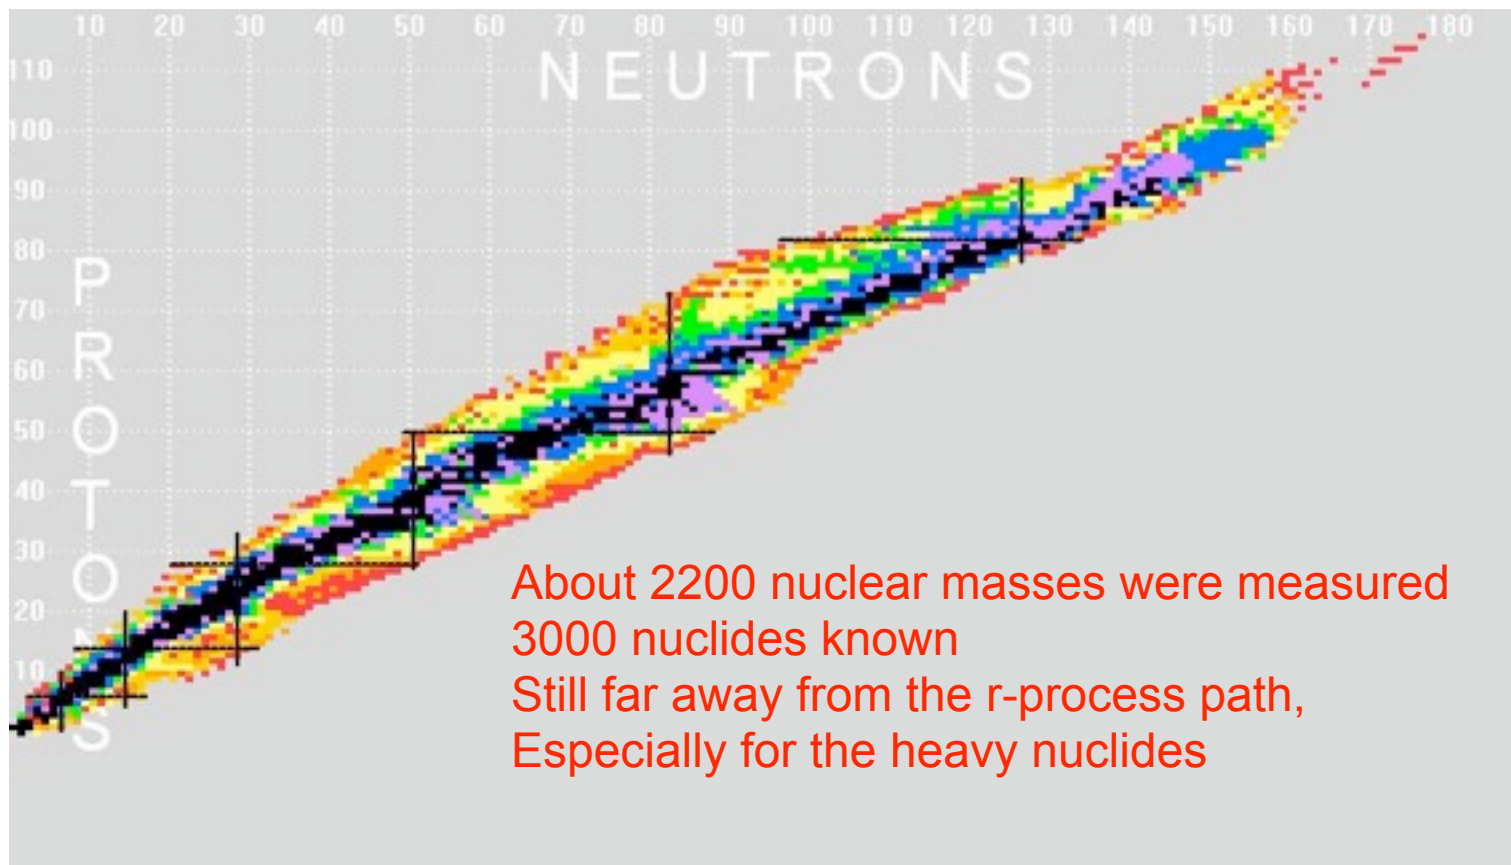 10 20 30 40 50 60 70 80 90 100 110 120 130 140 150 160 170 180
NEUTRONS
110
100
90
80
70
60
50
40
30
20
10
PROTONS
About 2200 nuclear masses were measured
3000 nuclides known
Still far away from the r-process path,
Especially for the heavy nuclides